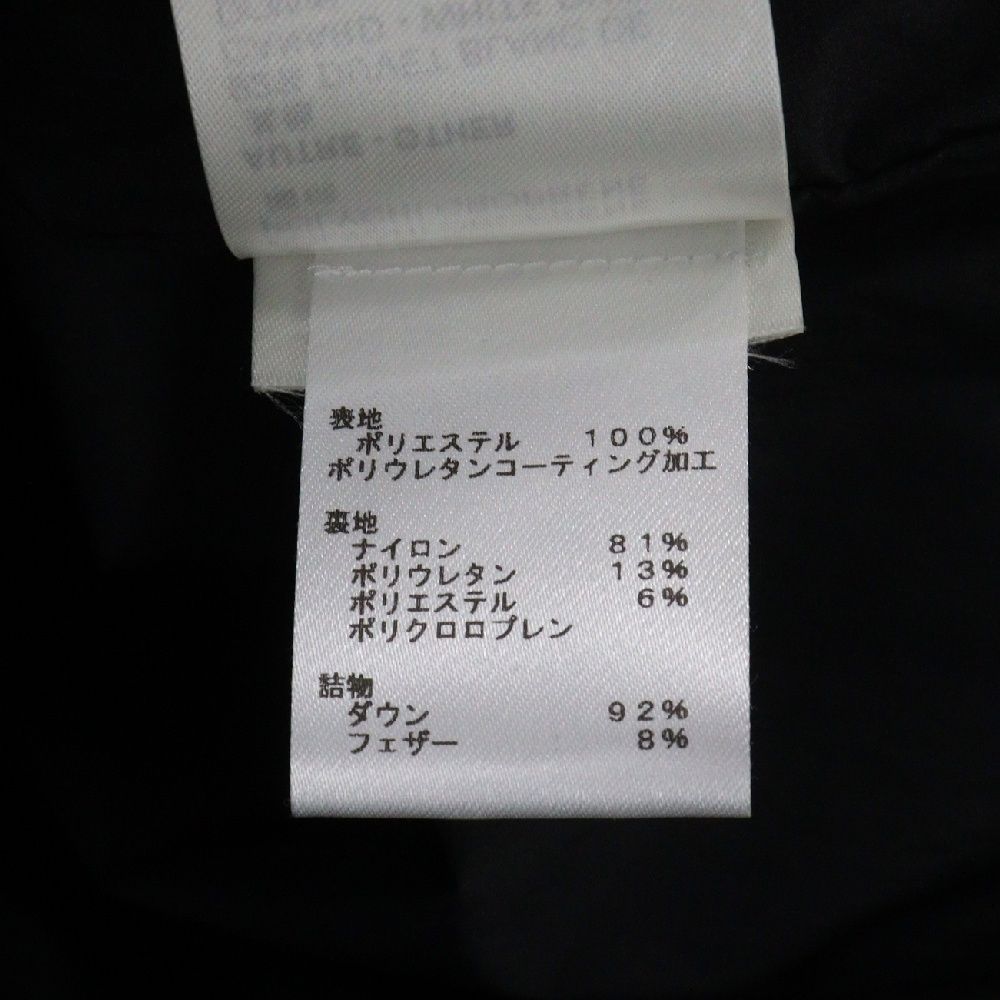 AUTRE - OTHER
表地
ポリエステル 100%
ポリウレタンコーティング加工
裏地
ナイロン 81%
ポリウレタン 13%
ポリエステル 6%
ポリクロロプレン
詰物
ダウン 92%
フェザー 8%